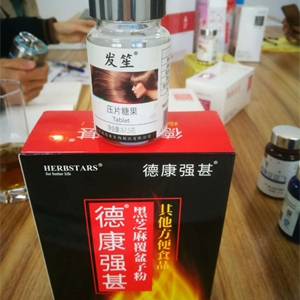 发笙®
压片糖果
Tablet
HERBSTARS®
for better life
德康强甚®
德康强甚
黑芝麻覆盆子粉
其他方便食品